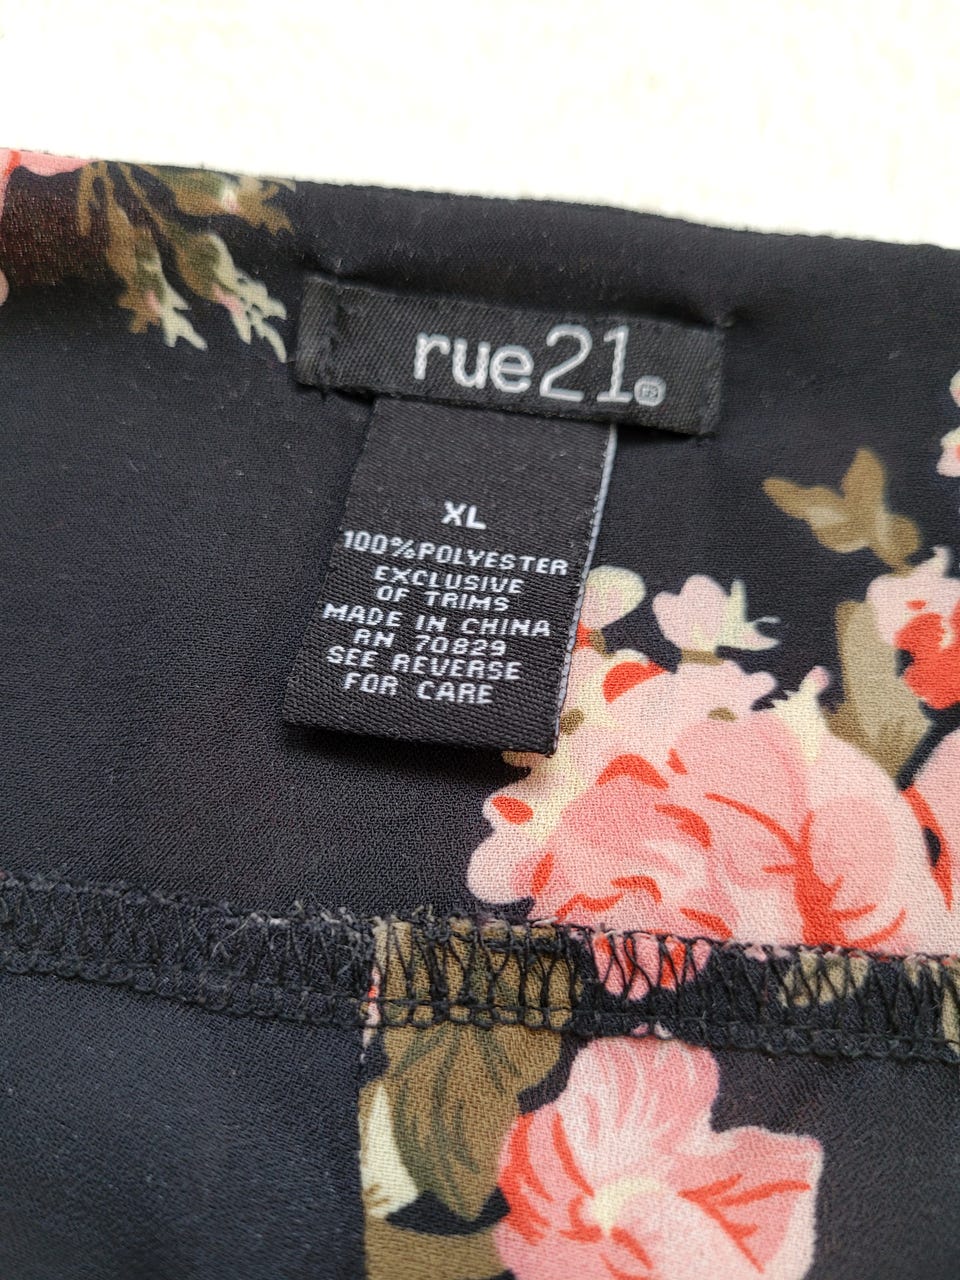 rue21
XL
100%POLYESTER
EXCLUSIVE
OF TRIMS
MADE IN CHINA
RN 70829
SEE REVERSE
FOR CARE